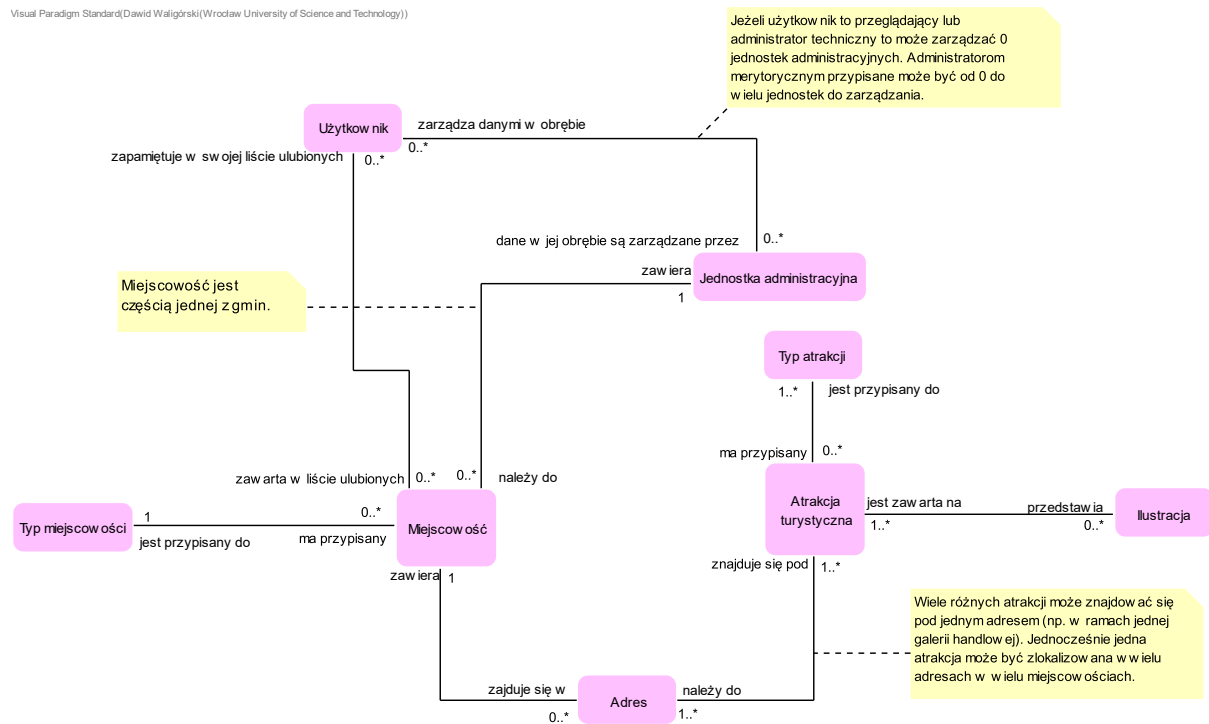 Visual Paradigm Standard(Dawid Waligórski(Wrocław University of Science and Technology))
Jeżeli użytkownik to przeglądający lub
administrator techniczny to może zarządzać 0
jednostek administracyjnych. Administratorom
merytorycznym przypisane może być od 0 do
wielu jednostek do zarządzania.
Użytkownik
zarządza danymi w obrębie
0..*
zapamiętuje w swojej liście ulubionych
0..*
dane w jej obrębie są zarządzane przez
0..*
zawiera
Jednostka administracyjna
1
Miejscowość jest
częścią jednej z gmin.
Typ atrakcji
1..*
jest przypisany do
ma przypisany
0..*
zawarta w liście ulubionych
0..*
0..*
należy do
Typ miejscowości
1
jest przypisany do
0..*
ma przypisany
Miejscowość
Atrakcja
turystyczna
jest zawarta na
1..*
przedstawia
0..*
Ilustracja
zawiera
1
znajduje się pod
1..*
Wiele różnych atrakcji może znajdować się
pod jednym adresem (np. w ramach jednej
galerii handlowej). Jednocześnie jedna
atrakcja może być zlokalizowana w wielu
adresach w wielu miejscowościach.
zajduje się w
0..*
Adres
należy do
1..*